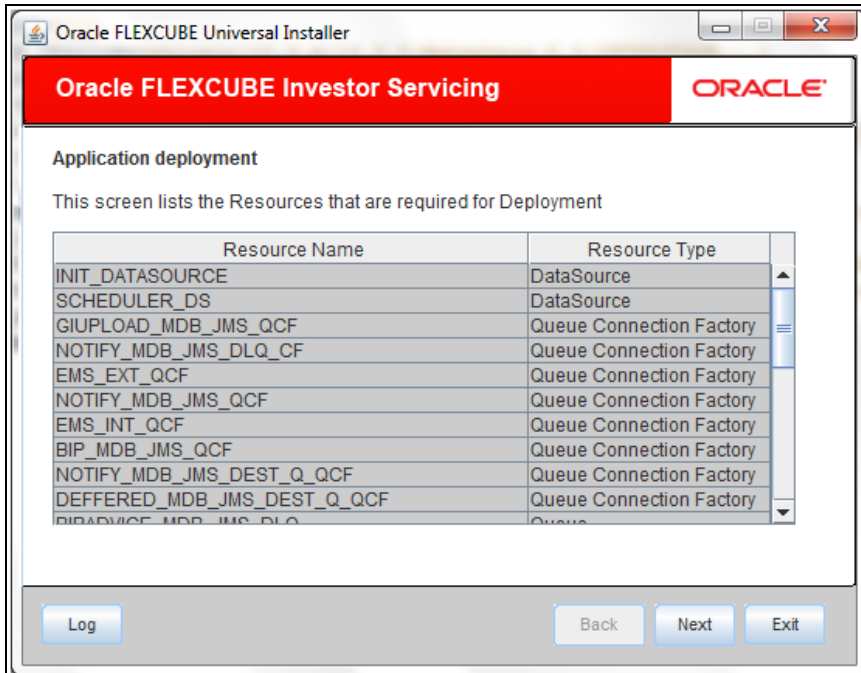 Oracle FLEXCUBE Universal Installer
Oracle FLEXCUBE Investor Servicing ORACLE
Application deployment
This screen lists the Resources that are required for Deployment
Resource Name Resource Type
INIT_DATASOURCE DataSource
SCHEDULER_DS DataSource
GIUPLOAD_MDB_JMS_QCF Queue Connection Factory
NOTIFY_MDB_JMS_DLQ_CF Queue Connection Factory
EMS_EXT_QCF Queue Connection Factory
NOTIFY_MDB_JMS_QCF Queue Connection Factory
EMS_INT_QCF Queue Connection Factory
BIP_MDB_JMS_QCF Queue Connection Factory
NOTIFY_MDB_JMS_DEST_Q_QCF Queue Connection Factory
DEFFERED_MDB_JMS_DEST_Q_QCF Queue Connection Factory
Log Back Next Exit